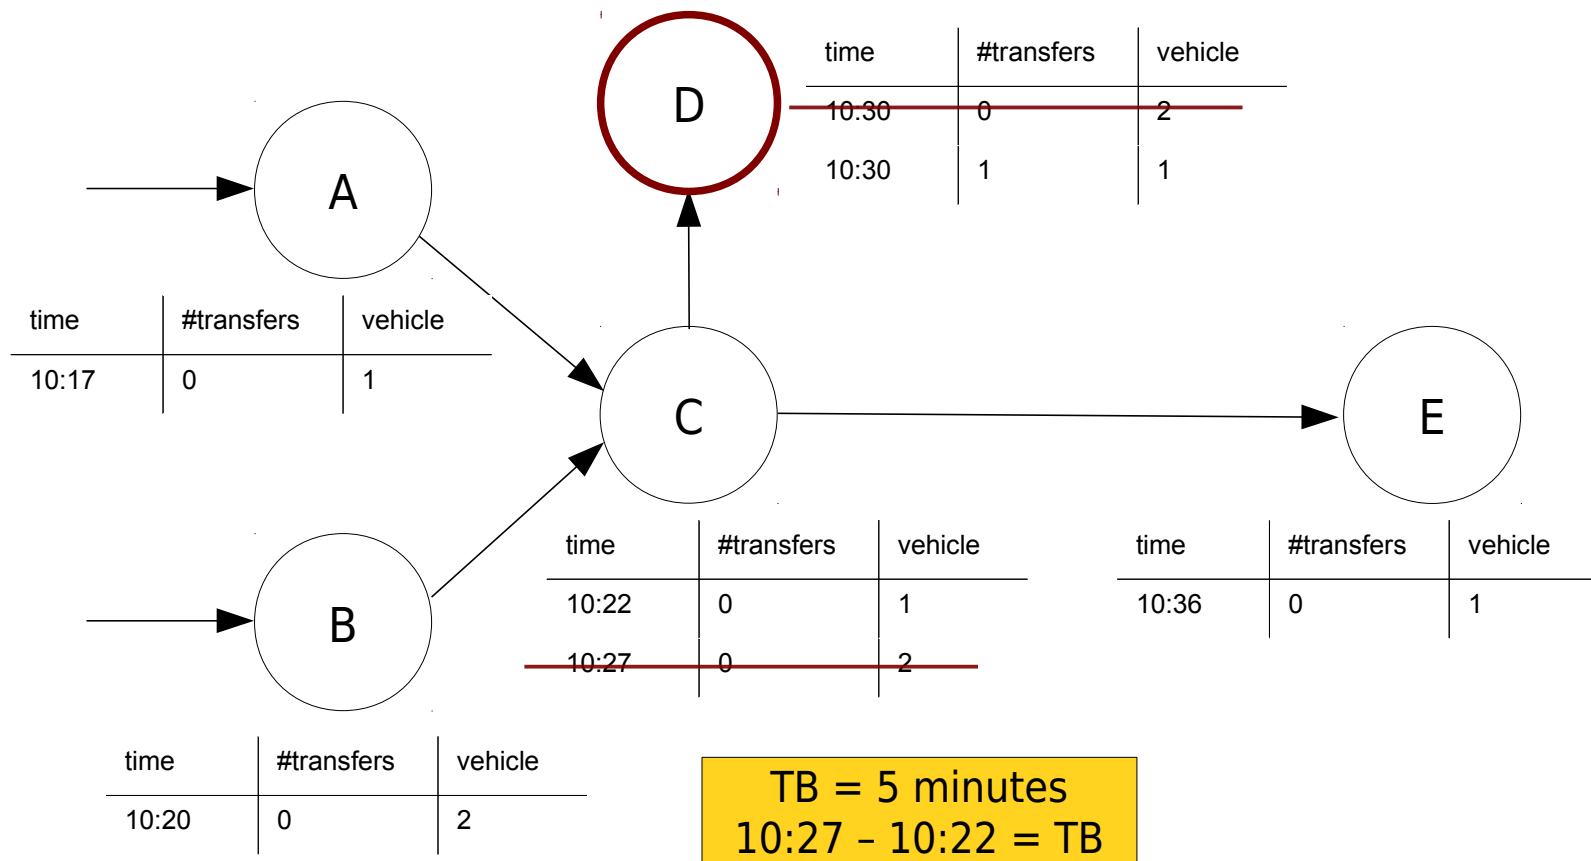 D
time #transfers vehicle
10:30 0 2
10:30 1 1
A
time #transfers vehicle
10:17 0 1
C
E
B
time #transfers vehicle
10:22 0 1
10:27 0 2
time #transfers vehicle
10:36 0 1
time #transfers vehicle
10:20 0 2
TB = 5 minutes
10:27 – 10:22 = TB